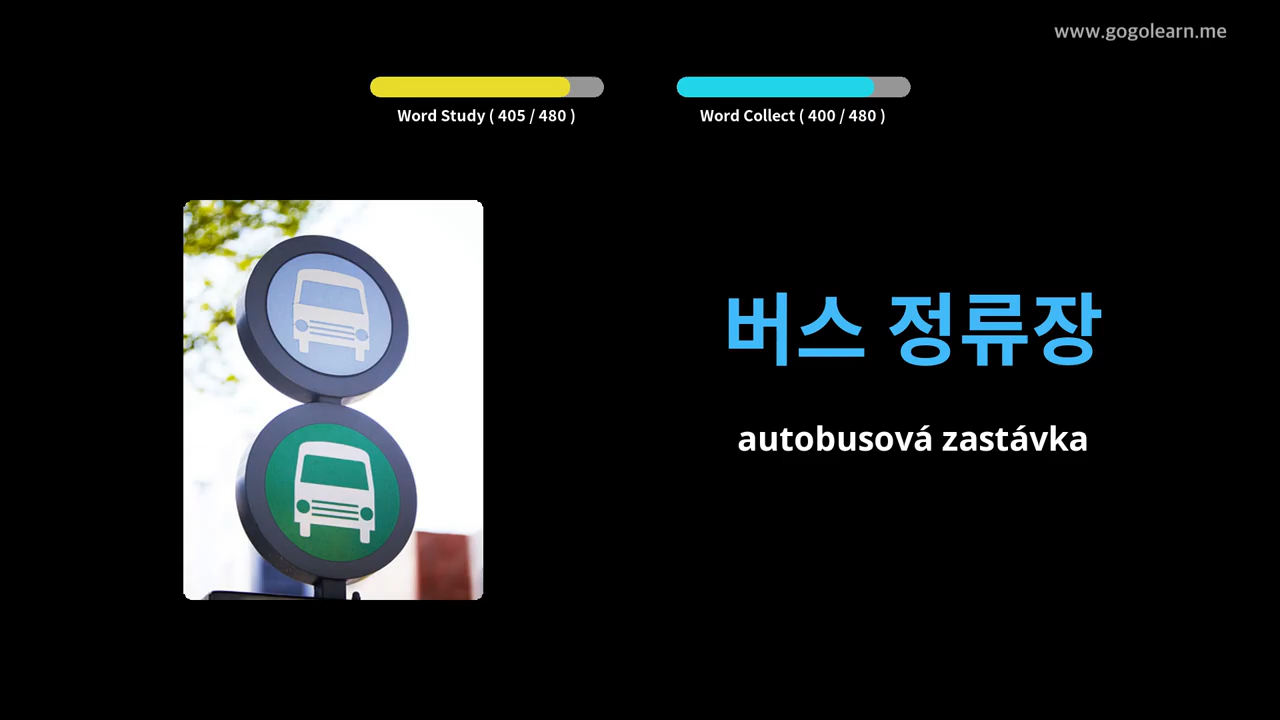 www.gogolearn.me
Word Study ( 405 / 480 )
Word Collect ( 400 / 480 )
버스 정류장
autobusová zastávka